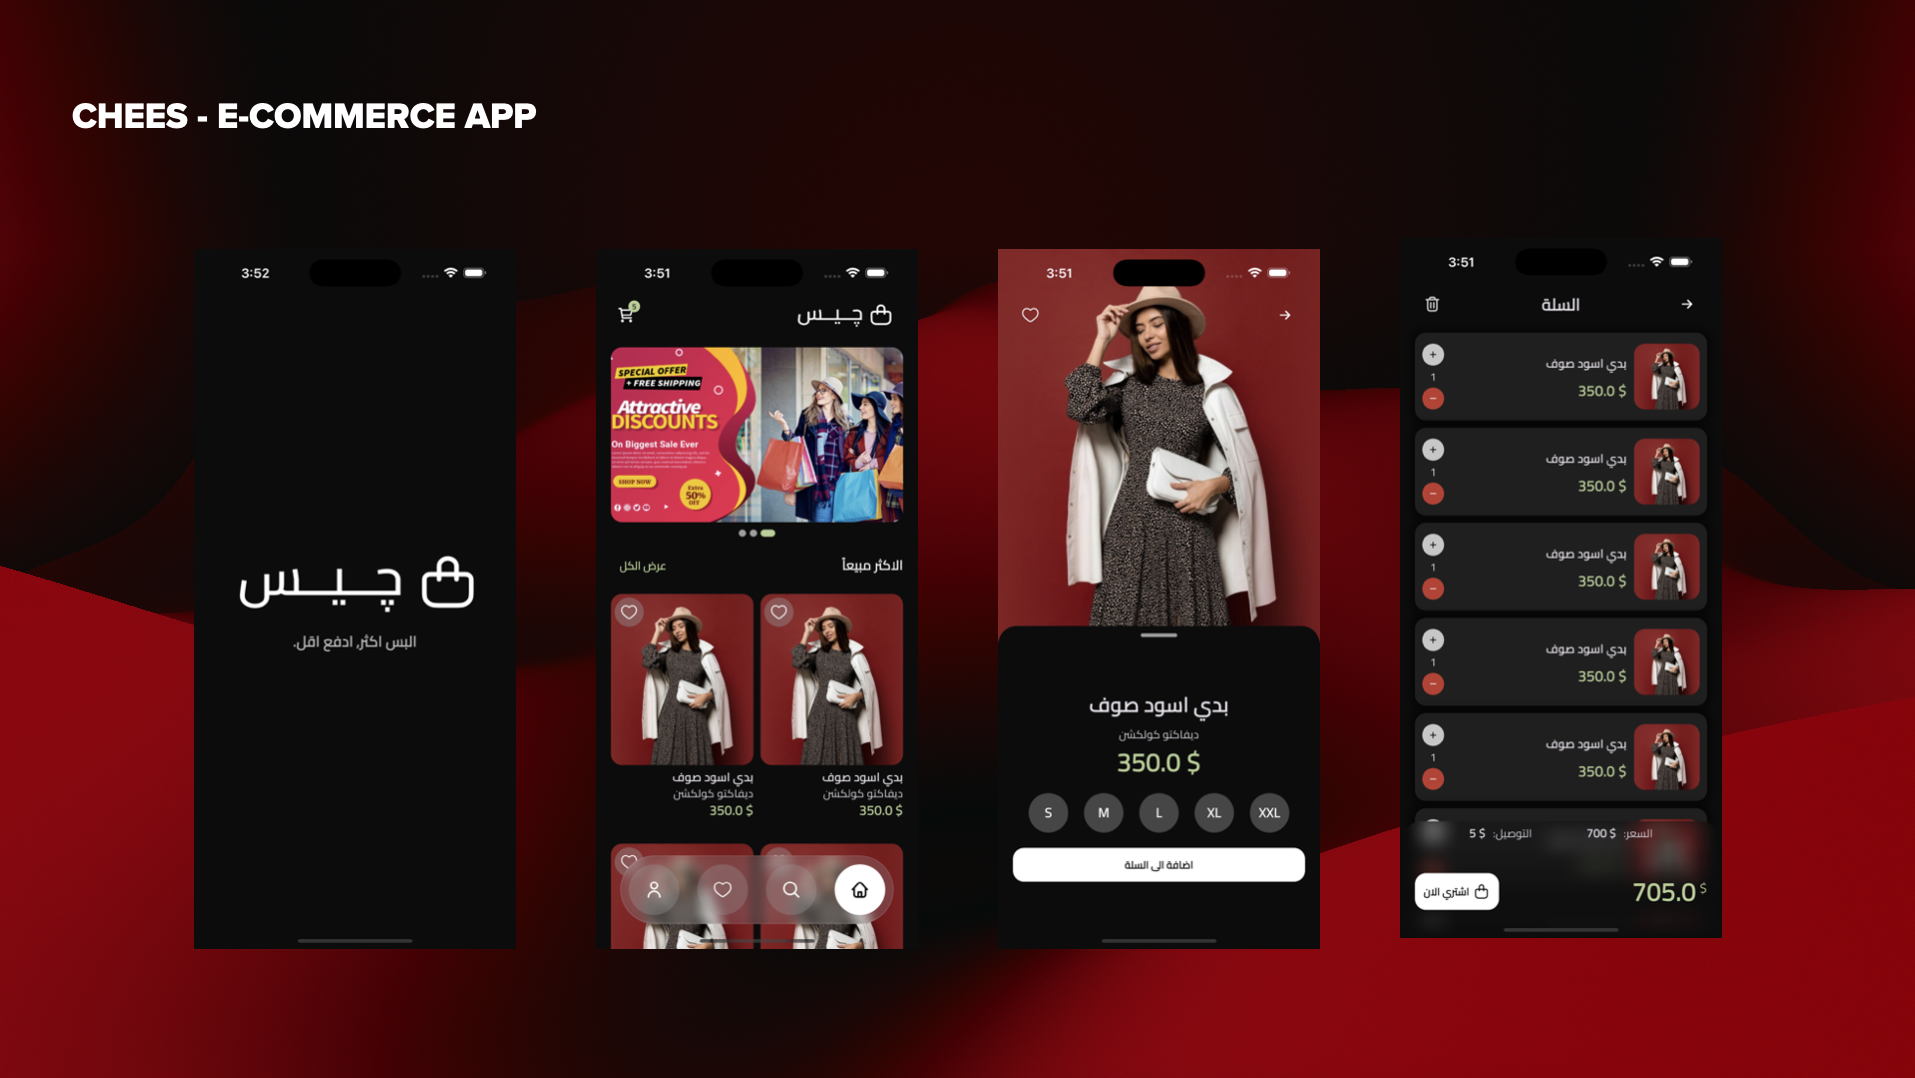 CHEES - E-COMMERCE APP
3:52
چيس
البس اكثر, ادفع اقل.
3:51
5
چيس
SPECIAL OFFER
+ FREE SHIPPING
Attractive
DISCOUNTS
On Biggest Sale Ever
SHOP NOW
Extra
50%
OFF
الاكثر مبيعاً
عرض الكل
بدي اسود صوف
ديفاكتو كولكشن
350.0 $
بدي اسود صوف
ديفاكتو كولكشن
350.0 $
3:51
بدي اسود صوف
ديفاكتو كولكشن
350.0 $
S M L XL XXL
اضافة الى السلة
3:51
السلة
بدي اسود صوف
350.0 $
+
1
−
بدي اسود صوف
350.0 $
+
1
−
بدي اسود صوف
350.0 $
+
1
−
بدي اسود صوف
350.0 $
+
1
−
بدي اسود صوف
350.0 $
+
1
−
السعر: 700 $ التوصيل: 5 $
705.0 $
اشتري الان